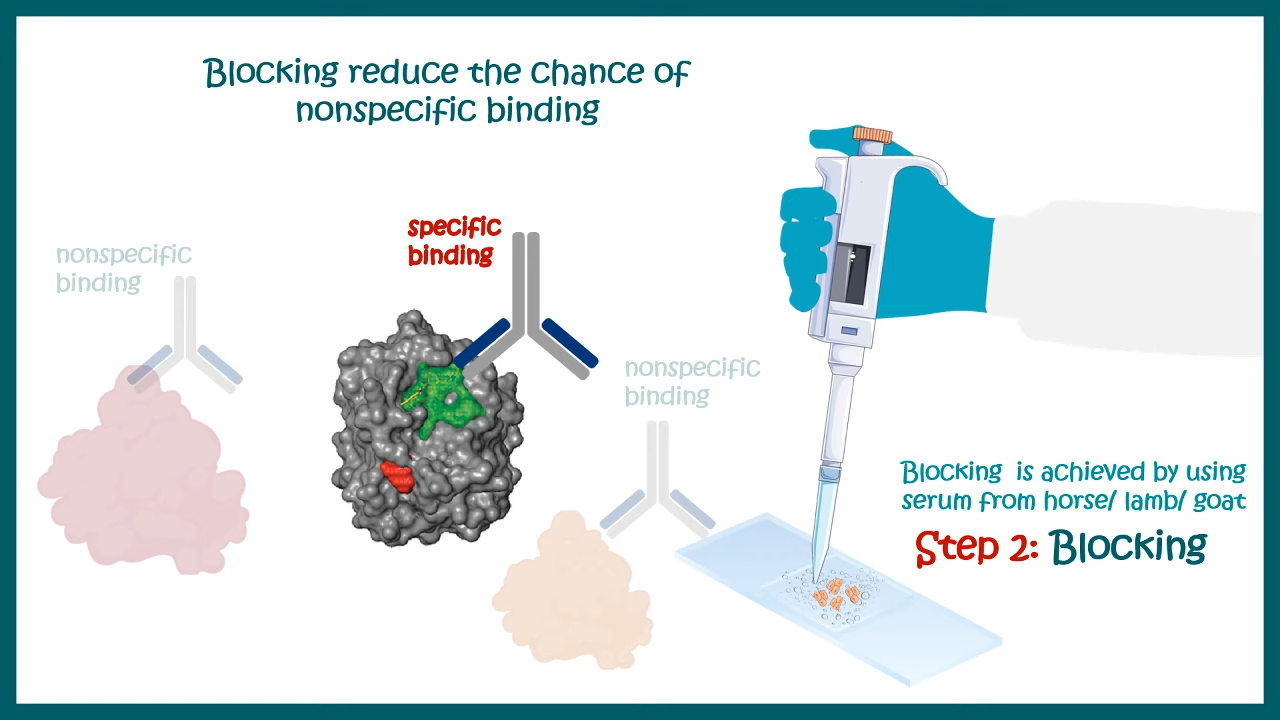 Blocking reduce the chance of
nonspecific binding
specific
binding
nonspecific
binding
nonspecific
binding
Blocking is achieved by using
serum from horse/ lamb/ goat
Step 2: Blocking